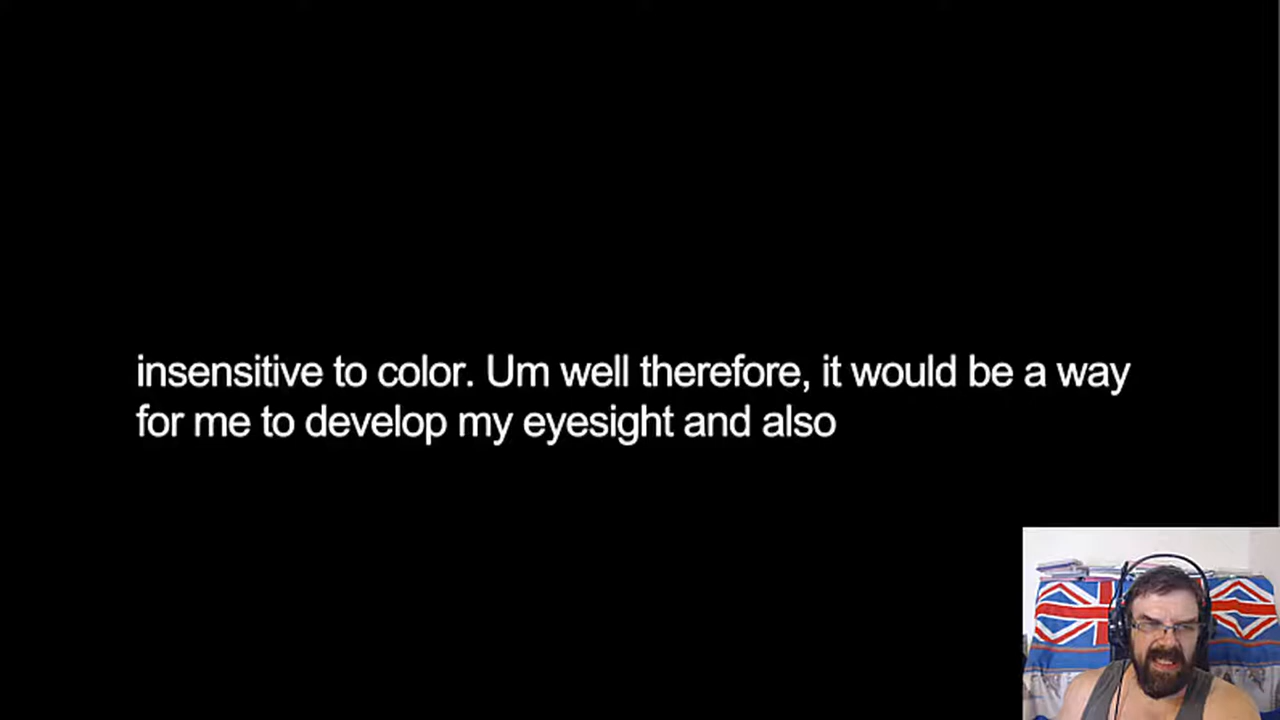 insensitive to color. Um well therefore, it would be a way
for me to develop my eyesight and also